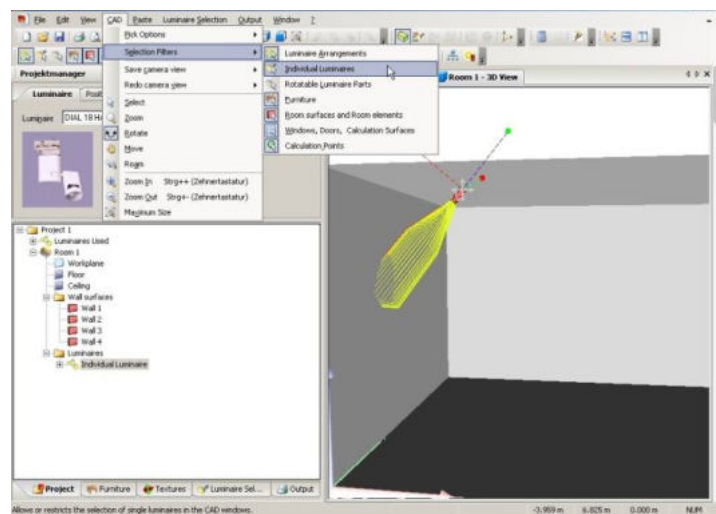 File Edit View CAD Paste Luminaire Selection Output Window ?
Pick Options
Selection Filters
Save camera view
Redo camera view
Select
Zoom
Rotate
Move
Roam
Zoom In Strg++ (Zehnertastatur)
Zoom Out Strg+- (Zehnertastatur)
Maximum Size
Luminaire Arrangements
Individual Luminaires
Rotatable Luminaire Parts
Furniture
Room surfaces and Room elements
Windows, Doors, Calculation Surfaces
Calculation Points
Projektmanager
Luminaire
Luminaire DIAL 18
Room 1 - 3D View
Project 1
Luminaires Used
Room 1
Workplane
Floor
Ceiling
Wall surfaces
Wall 1
Wall 2
Wall 3
Wall 4
Luminaires
Individual Luminaire
Project Furniture Textures Luminaire Sel... Output
Allows or restricts the selection of single luminaires in the CAD windows.
-3.959 m 6.825 m 0.000 m NUM